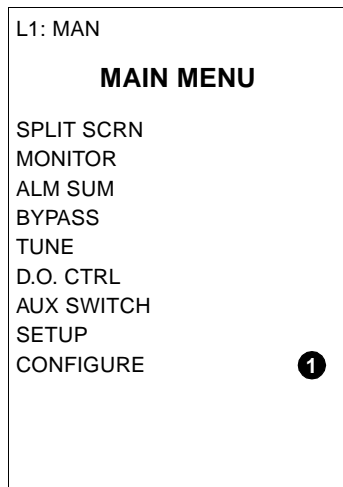 L1: MAN
MAIN MENU
SPLIT SCRN
MONITOR
ALM SUM
BYPASS
TUNE
D.O. CTRL
AUX SWITCH
SETUP
CONFIGURE 1